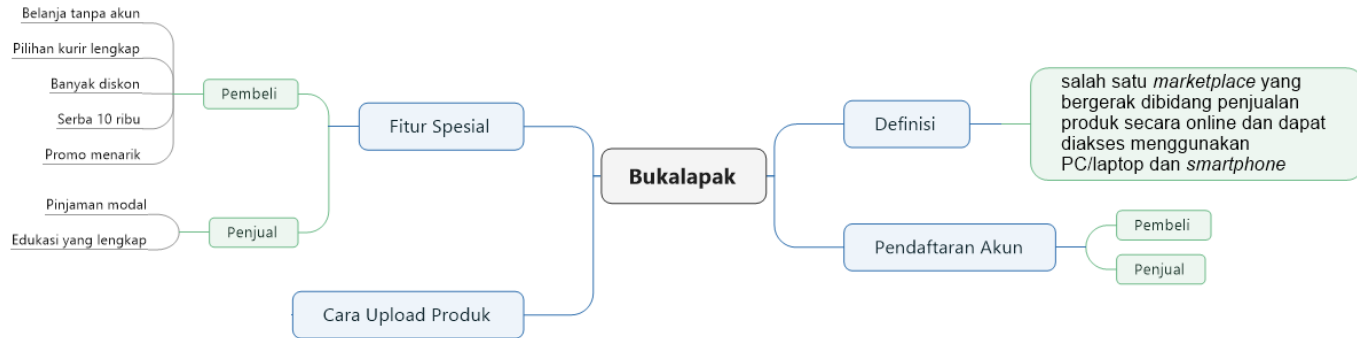 Bukalapak
Definisi
salah satu marketplace yang
bergerak dibidang penjualan
produk secara online dan dapat
diakses menggunakan
PC/laptop dan smartphone
Pendaftaran Akun
Pembeli
Penjual
Fitur Spesial
Pembeli
Belanja tanpa akun
Pilihan kurir lengkap
Banyak diskon
Serba 10 ribu
Promo menarik
Penjual
Pinjaman modal
Edukasi yang lengkap
Cara Upload Produk